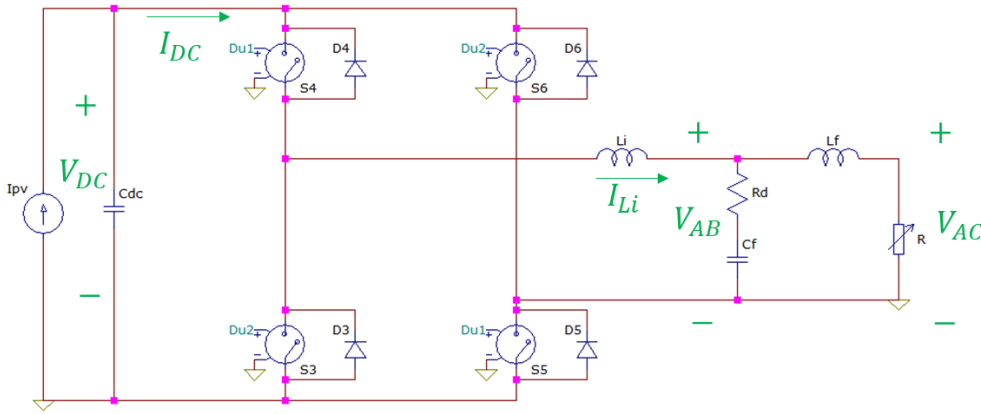 I_DC
Du1
+
−
D4
S4
Du2
+
−
D6
S6
+
V_DC
−
Ipv
Cdc
Li
I_Li
+
V_AB
−
Rd
Cf
Lf
R
+
V_AC
−
Du2
+
−
D3
S3
Du1
+
−
D5
S5